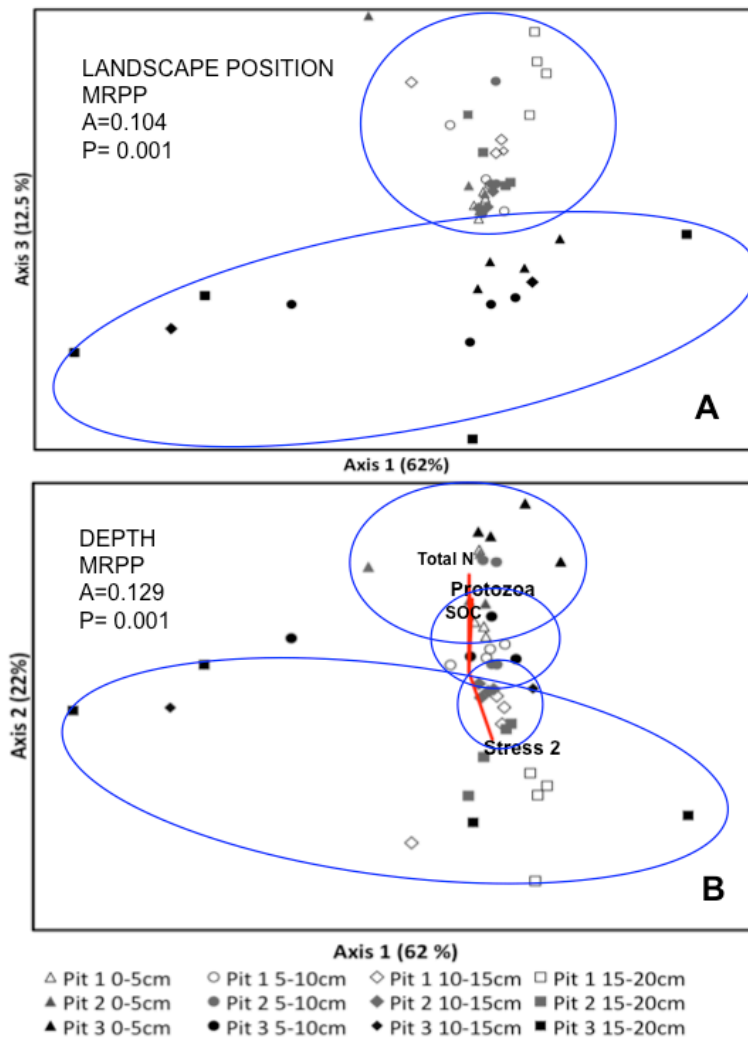 LANDSCAPE POSITION
MRPP
A=0.104
P= 0.001
Axis 3 (12.5 %)
A
Axis 1 (62%)
DEPTH
MRPP
A=0.129
P= 0.001
Total N
Protozoa
SOC
Stress 2
Axis 2 (22%)
B
Axis 1 (62 %)
Pit 1 0-5cm Pit 1 5-10cm Pit 1 10-15cm Pit 1 15-20cm
Pit 2 0-5cm Pit 2 5-10cm Pit 2 10-15cm Pit 2 15-20cm
Pit 3 0-5cm Pit 3 5-10cm Pit 3 10-15cm Pit 3 15-20cm